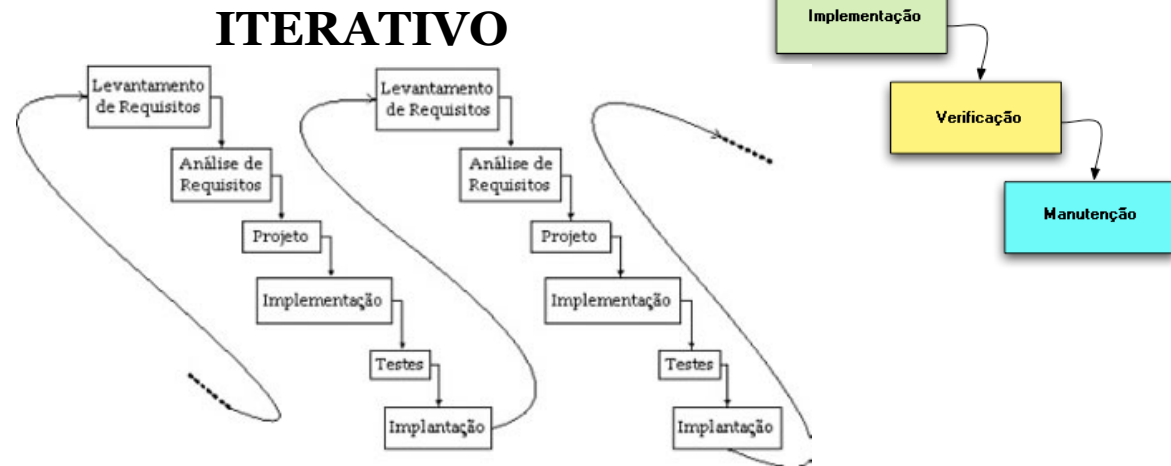 ITERATIVO
Levantamento
de Requisitos
Análise de
Requisitos
Projeto
Implementação
Testes
Implantação
Levantamento
de Requisitos
Análise de
Requisitos
Projeto
Implementação
Testes
Implantação
Implementação
Verificação
Manutenção